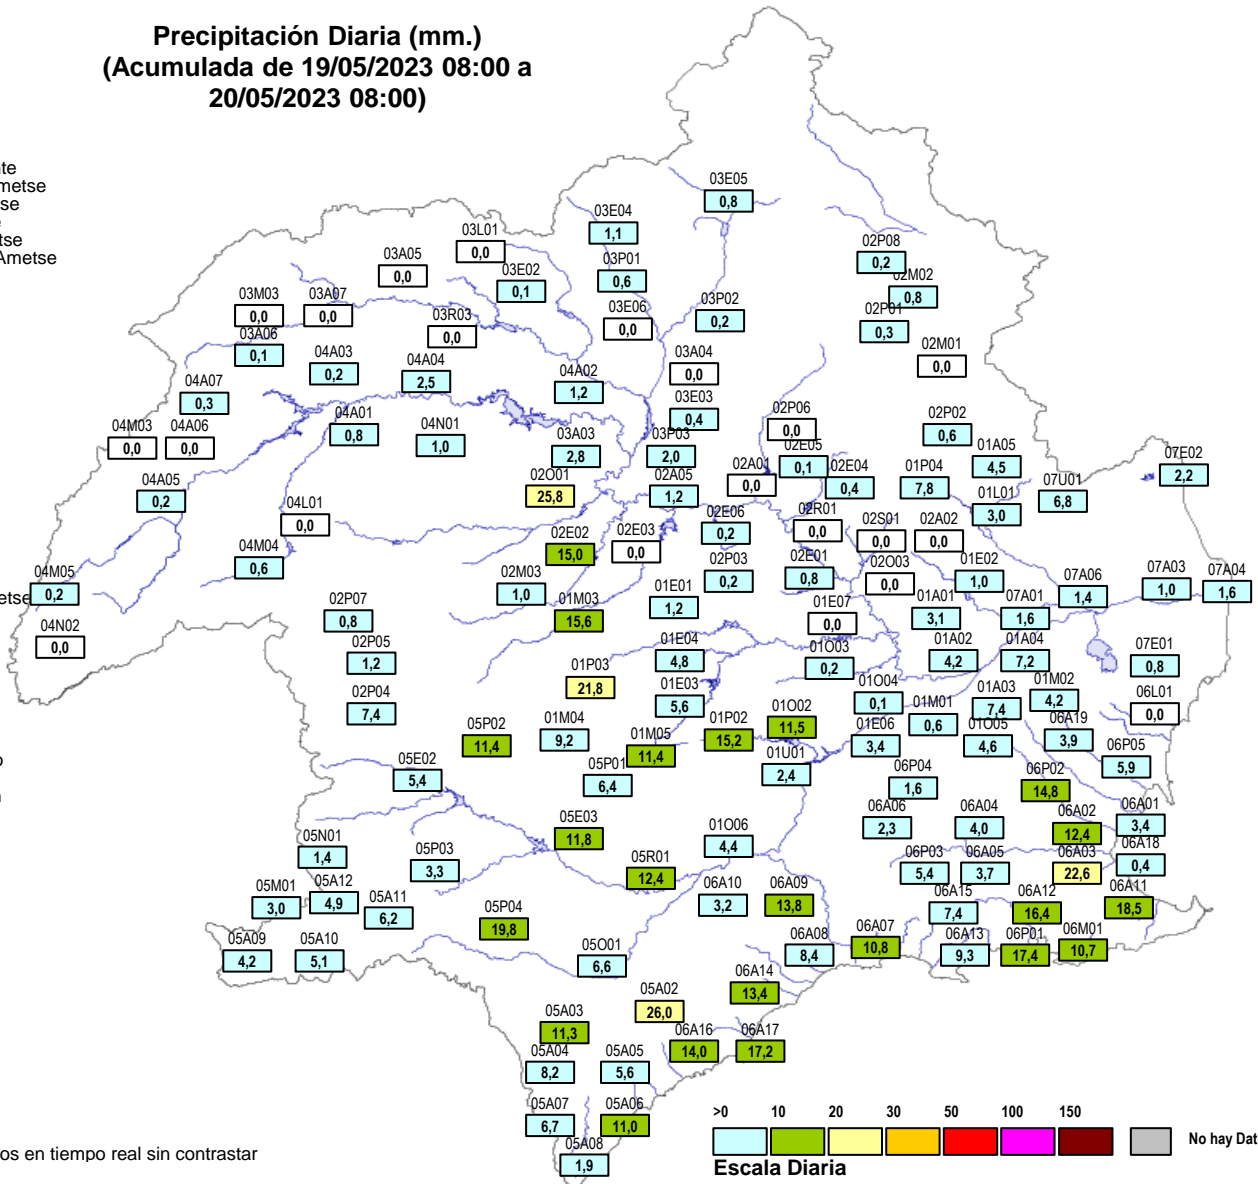 Precipitación Diaria (mm.)
(Acumulada de 19/05/2023 08:00 a
20/05/2023 08:00)
03E05
0,8
03E04
1,1
03L01
0,0
03A05
0,0
03E02
0,1
03P01
0,6
02P08
0,2
02M02
0,8
03M03
0,0
03A07
0,0
03R03
0,0
03E06
0,0
03P02
0,2
02P01
0,3
03A06
0,1
04A03
0,2
04A04
2,5
04A02
1,2
03A04
0,0
02M01
0,0
04A07
0,3
03E03
0,4
04M03
0,0
04A06
0,0
04A01
0,8
04N01
1,0
03A03
2,8
03P03
2,0
02P06
0,0
02E05
0,1
02P02
0,6
01A05
4,5
07E02
2,2
04A05
0,2
02O01
25,8
02A05
1,2
02A01
0,0
02E04
0,4
01P04
7,8
01L01
3,0
07U01
6,8
04L01
0,0
02E06
0,2
02R01
0,0
02S01
0,0
02A02
0,0
04M04
0,6
02E02
15,0
02E03
0,0
04M05
0,2
etse
02M03
1,0
02P03
0,2
02E01
0,8
02O03
0,0
01E02
1,0
07A06
1,4
07A03
1,0
07A04
1,6
02P07
0,8
01M03
15,6
01E01
1,2
01E07
0,0
01A01
3,1
07A01
1,6
04N02
0,0
02P05
1,2
01E04
4,8
01O03
0,2
01A02
4,2
01A04
7,2
07E01
0,8
01P03
21,8
02P04
7,4
01E03
5,6
01O04
0,1
01M01
0,6
01A03
7,4
01M02
4,2
06L01
0,0
05P02
11,4
01M04
9,2
01M05
11,4
01P02
15,2
01O02
11,5
01E06
3,4
01O05
4,6
06A19
3,9
06P05
5,9
05E02
5,4
05P01
6,4
01U01
2,4
06P04
1,6
06P02
14,8
05E03
11,8
01O06
4,4
06A06
2,3
06A04
4,0
06A02
12,4
06A01
3,4
05N01
1,4
05P03
3,3
05R01
12,4
06P03
5,4
06A05
3,7
06A03
22,6
06A18
0,4
05M01
3,0
05A12
4,9
05A11
6,2
05P04
19,8
06A10
3,2
06A09
13,8
06A15
7,4
06A12
16,4
06A11
18,5
05A09
4,2
05A10
5,1
05O01
6,6
06A08
8,4
06A07
10,8
06A13
9,3
06P01
17,4
06M01
10,7
05A02
26,0
06A14
13,4
05A03
11,3
06A16
14,0
06A17
17,2
05A04
8,2
05A05
5,6
05A07
6,7
05A06
11,0
05A08
1,9
>0 10 20 30 50 100 150
No hay Dat
Escala Diaria
os en tiempo real sin contrastar